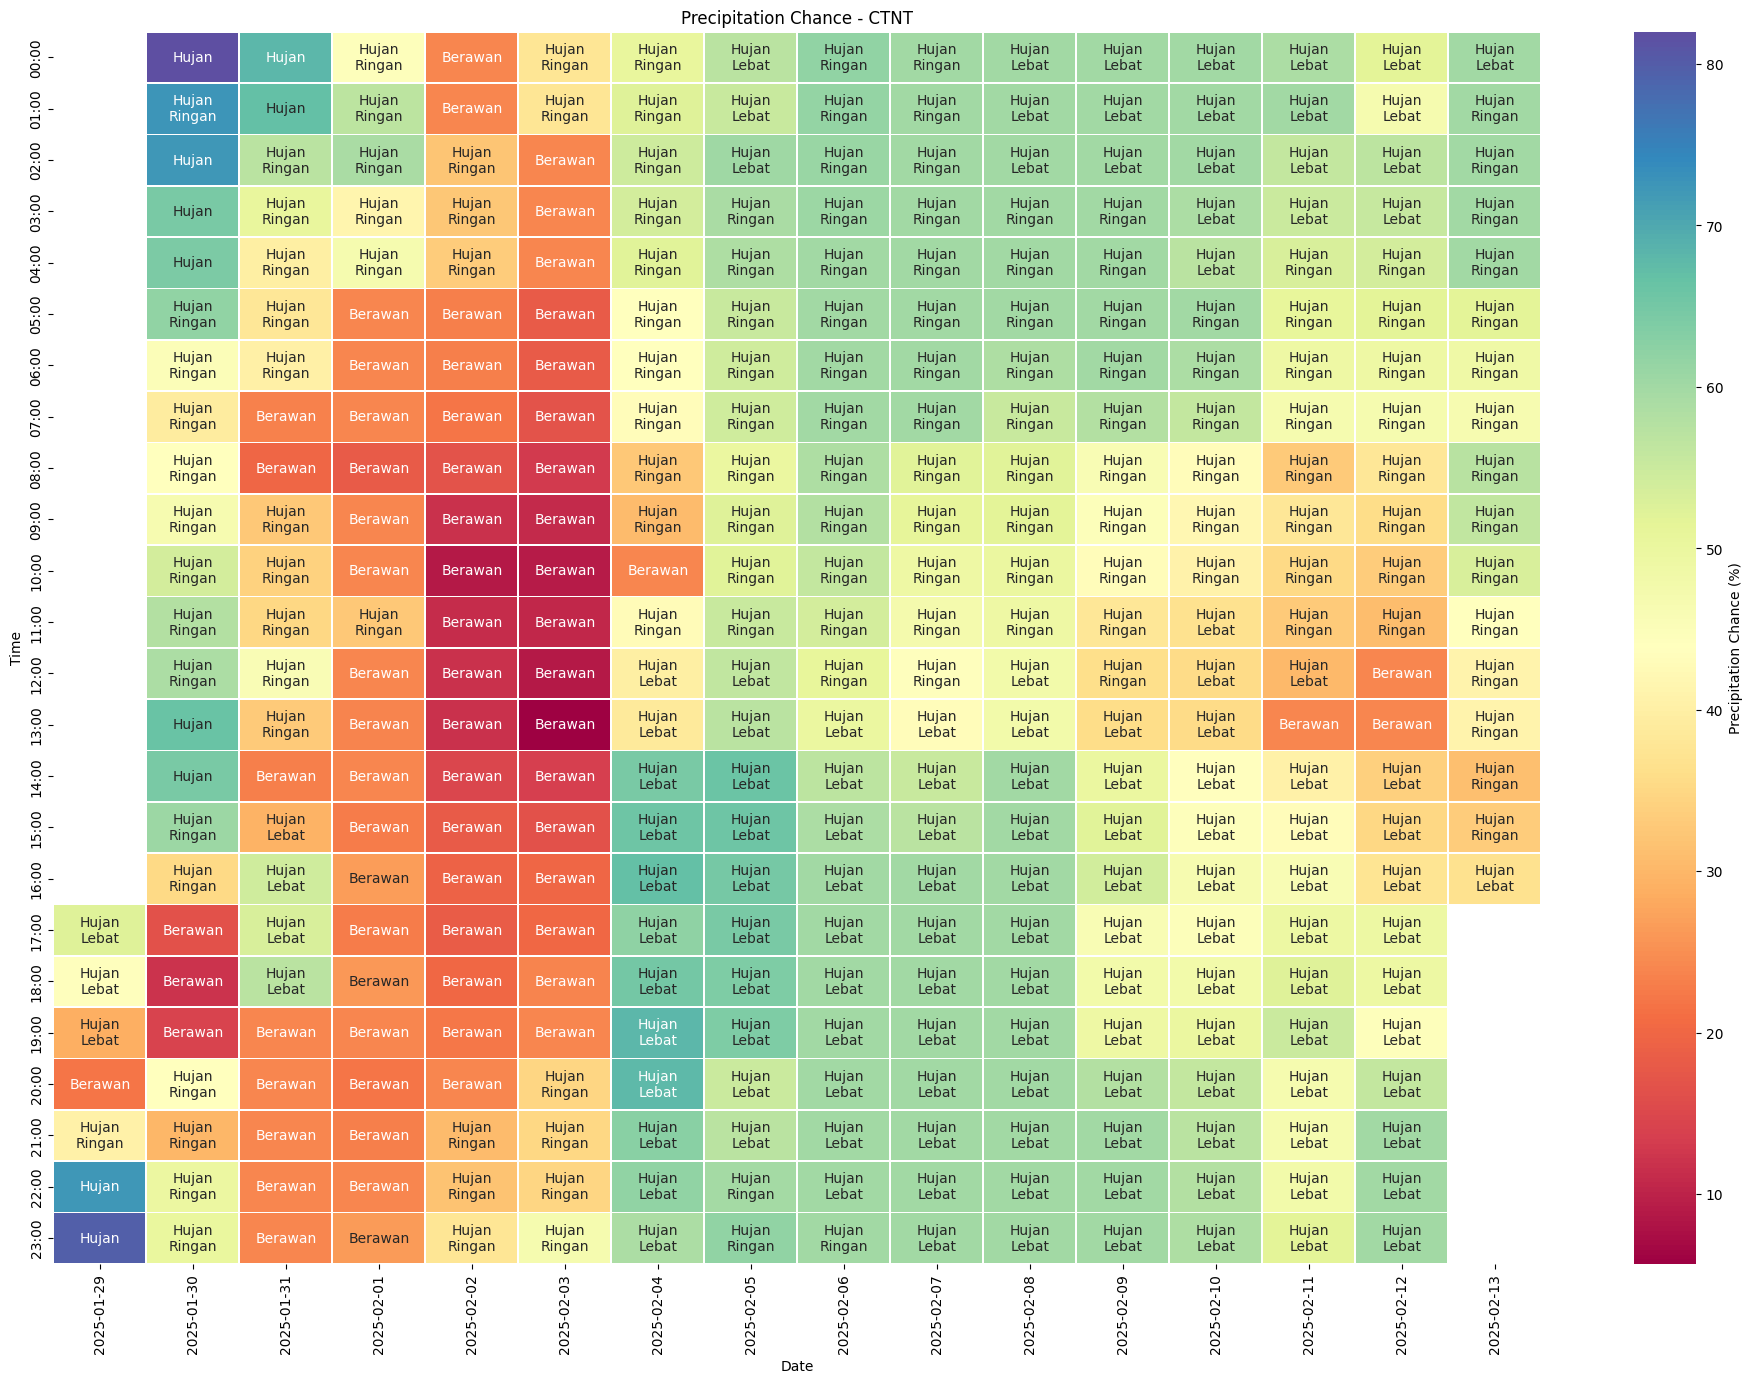 Precipitation Chance - CTNT
00:00 Hujan Hujan Hujan Ringan Berawan Hujan Ringan Hujan Ringan Hujan Lebat Hujan Ringan Hujan Ringan Hujan Lebat Hujan Lebat Hujan Lebat Hujan Lebat Hujan Lebat Hujan Lebat
01:00 Hujan Ringan Hujan Hujan Ringan Berawan Hujan Ringan Hujan Ringan Hujan Lebat Hujan Ringan Hujan Ringan Hujan Lebat Hujan Lebat Hujan Lebat Hujan Lebat Hujan Lebat Hujan Ringan
02:00 Hujan Hujan Ringan Hujan Ringan Hujan Ringan Berawan Hujan Ringan Hujan Lebat Hujan Ringan Hujan Ringan Hujan Lebat Hujan Lebat Hujan Lebat Hujan Lebat Hujan Lebat Hujan Ringan
03:00 Hujan Hujan Ringan Hujan Ringan Hujan Ringan Berawan Hujan Ringan Hujan Ringan Hujan Ringan Hujan Ringan Hujan Ringan Hujan Ringan Hujan Lebat Hujan Lebat Hujan Lebat Hujan Ringan
04:00 Hujan Hujan Ringan Hujan Ringan Hujan Ringan Berawan Hujan Ringan Hujan Ringan Hujan Ringan Hujan Ringan Hujan Ringan Hujan Ringan Hujan Lebat Hujan Ringan Hujan Ringan Hujan Ringan
05:00 Hujan Ringan Hujan Ringan Berawan Berawan Berawan Hujan Ringan Hujan Ringan Hujan Ringan Hujan Ringan Hujan Ringan Hujan Ringan Hujan Ringan Hujan Ringan Hujan Ringan Hujan Ringan
06:00 Hujan Ringan Hujan Ringan Berawan Berawan Berawan Hujan Ringan Hujan Ringan Hujan Ringan Hujan Ringan Hujan Ringan Hujan Ringan Hujan Ringan Hujan Ringan Hujan Ringan Hujan Ringan
07:00 Hujan Ringan Berawan Berawan Berawan Berawan Hujan Ringan Hujan Ringan Hujan Ringan Hujan Ringan Hujan Ringan Hujan Ringan Hujan Ringan Hujan Ringan Hujan Ringan Hujan Ringan
08:00 Hujan Ringan Berawan Berawan Berawan Berawan Hujan Ringan Hujan Ringan Hujan Ringan Hujan Ringan Hujan Ringan Hujan Ringan Hujan Ringan Hujan Ringan Hujan Ringan Hujan Ringan
09:00 Hujan Ringan Hujan Ringan Berawan Berawan Berawan Hujan Ringan Hujan Ringan Hujan Ringan Hujan Ringan Hujan Ringan Hujan Ringan Hujan Ringan Hujan Ringan Hujan Ringan Hujan Ringan
10:00 Hujan Ringan Hujan Ringan Berawan Berawan Berawan Berawan Hujan Ringan Hujan Ringan Hujan Ringan Hujan Ringan Hujan Ringan Hujan Ringan Hujan Ringan Hujan Ringan Hujan Ringan
11:00 Hujan Ringan Hujan Ringan Hujan Ringan Berawan Berawan Hujan Ringan Hujan Ringan Hujan Ringan Hujan Ringan Hujan Ringan Hujan Ringan Hujan Lebat Hujan Ringan Hujan Ringan Hujan Ringan
12:00 Hujan Ringan Hujan Ringan Berawan Berawan Berawan Hujan Lebat Hujan Lebat Hujan Ringan Hujan Ringan Hujan Lebat Hujan Ringan Hujan Lebat Hujan Lebat Berawan Hujan Ringan
13:00 Hujan Hujan Ringan Berawan Berawan Berawan Hujan Lebat Hujan Lebat Hujan Lebat Hujan Lebat Hujan Lebat Hujan Lebat Hujan Lebat Berawan Berawan Hujan Ringan
14:00 Hujan Berawan Berawan Berawan Berawan Hujan Lebat Hujan Lebat Hujan Lebat Hujan Lebat Hujan Lebat Hujan Lebat Hujan Lebat Hujan Lebat Hujan Lebat Hujan Ringan
15:00 Hujan Ringan Hujan Lebat Berawan Berawan Berawan Hujan Lebat Hujan Lebat Hujan Lebat Hujan Lebat Hujan Lebat Hujan Lebat Hujan Lebat Hujan Lebat Hujan Lebat Hujan Ringan
16:00 Hujan Ringan Hujan Lebat Berawan Berawan Berawan Hujan Lebat Hujan Lebat Hujan Lebat Hujan Lebat Hujan Lebat Hujan Lebat Hujan Lebat Hujan Lebat Hujan Lebat Hujan Lebat
17:00 Hujan Lebat Berawan Hujan Lebat Berawan Berawan Berawan Hujan Lebat Hujan Lebat Hujan Lebat Hujan Lebat Hujan Lebat Hujan Lebat Hujan Lebat Hujan Lebat Hujan Lebat
18:00 Hujan Lebat Berawan Hujan Lebat Berawan Berawan Berawan Hujan Lebat Hujan Lebat Hujan Lebat Hujan Lebat Hujan Lebat Hujan Lebat Hujan Lebat Hujan Lebat Hujan Lebat
19:00 Hujan Lebat Berawan Berawan Berawan Berawan Berawan Hujan Lebat Hujan Lebat Hujan Lebat Hujan Lebat Hujan Lebat Hujan Lebat Hujan Lebat Hujan Lebat Hujan Lebat
20:00 Berawan Hujan Ringan Berawan Berawan Berawan Hujan Ringan Hujan Lebat Hujan Lebat Hujan Lebat Hujan Lebat Hujan Lebat Hujan Lebat Hujan Lebat Hujan Lebat Hujan Lebat
21:00 Hujan Ringan Hujan Ringan Berawan Berawan Hujan Ringan Hujan Ringan Hujan Lebat Hujan Lebat Hujan Lebat Hujan Lebat Hujan Lebat Hujan Lebat Hujan Lebat Hujan Lebat Hujan Lebat
22:00 Hujan Hujan Ringan Berawan Berawan Hujan Ringan Hujan Ringan Hujan Lebat Hujan Ringan Hujan Lebat Hujan Lebat Hujan Lebat Hujan Lebat Hujan Lebat Hujan Lebat Hujan Lebat
23:00 Hujan Hujan Ringan Berawan Berawan Hujan Ringan Hujan Ringan Hujan Lebat Hujan Ringan Hujan Ringan Hujan Lebat Hujan Lebat Hujan Lebat Hujan Lebat Hujan Lebat Hujan Lebat
Time
2025-01-29
2025-01-30
2025-01-31
2025-02-01
2025-02-02
2025-02-03
2025-02-04
2025-02-05
2025-02-06
2025-02-07
2025-02-08
2025-02-09
2025-02-10
2025-02-11
2025-02-12
2025-02-13
Date
80
70
60
50
40
30
20
10
Precipitation Chance (%)